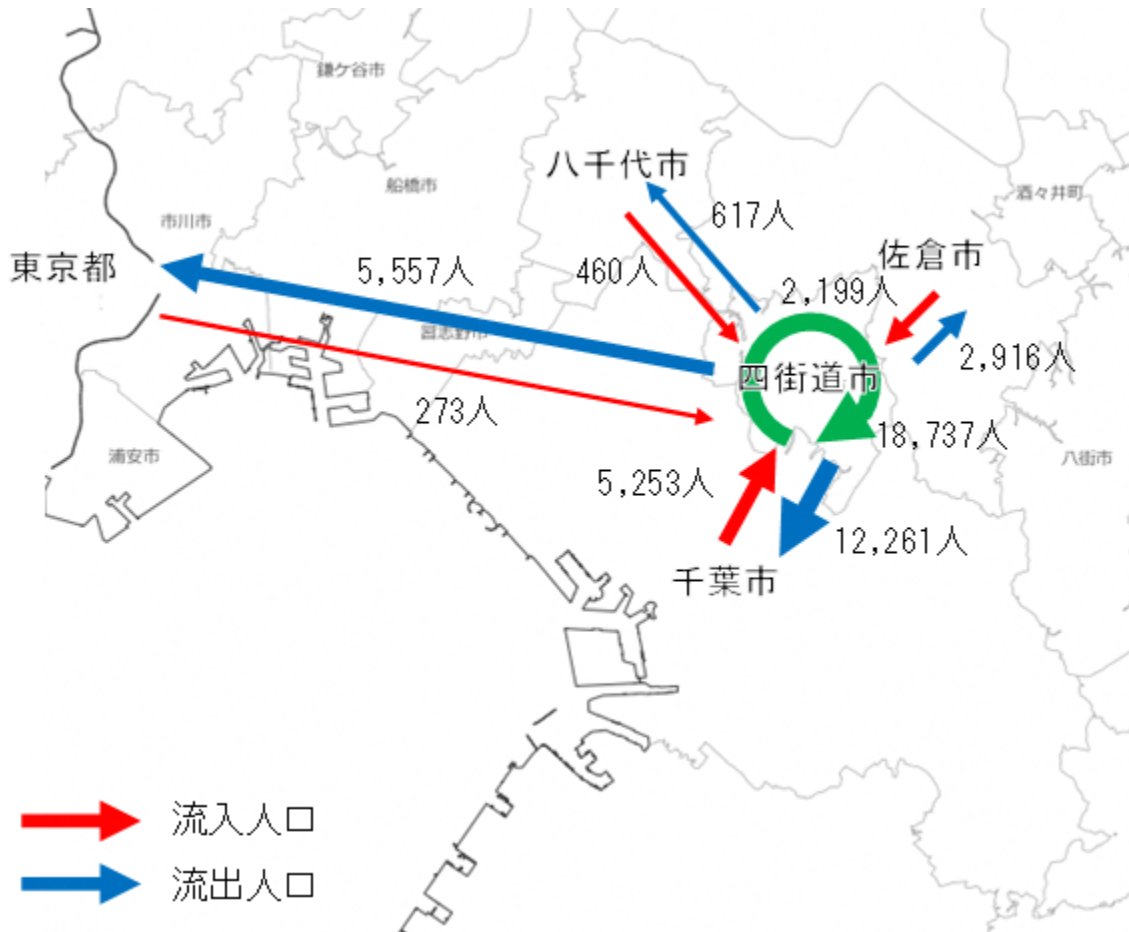 鎌ケ谷市
八千代市
船橋市
酒々井町
617人
市川市
佐倉市
東京都
5,557人
460人
2,199人
習志野市
2,916人
四街道市
273人
18,737人
浦安市
八街市
5,253人
12,261人
千葉市
流入人口
流出人口